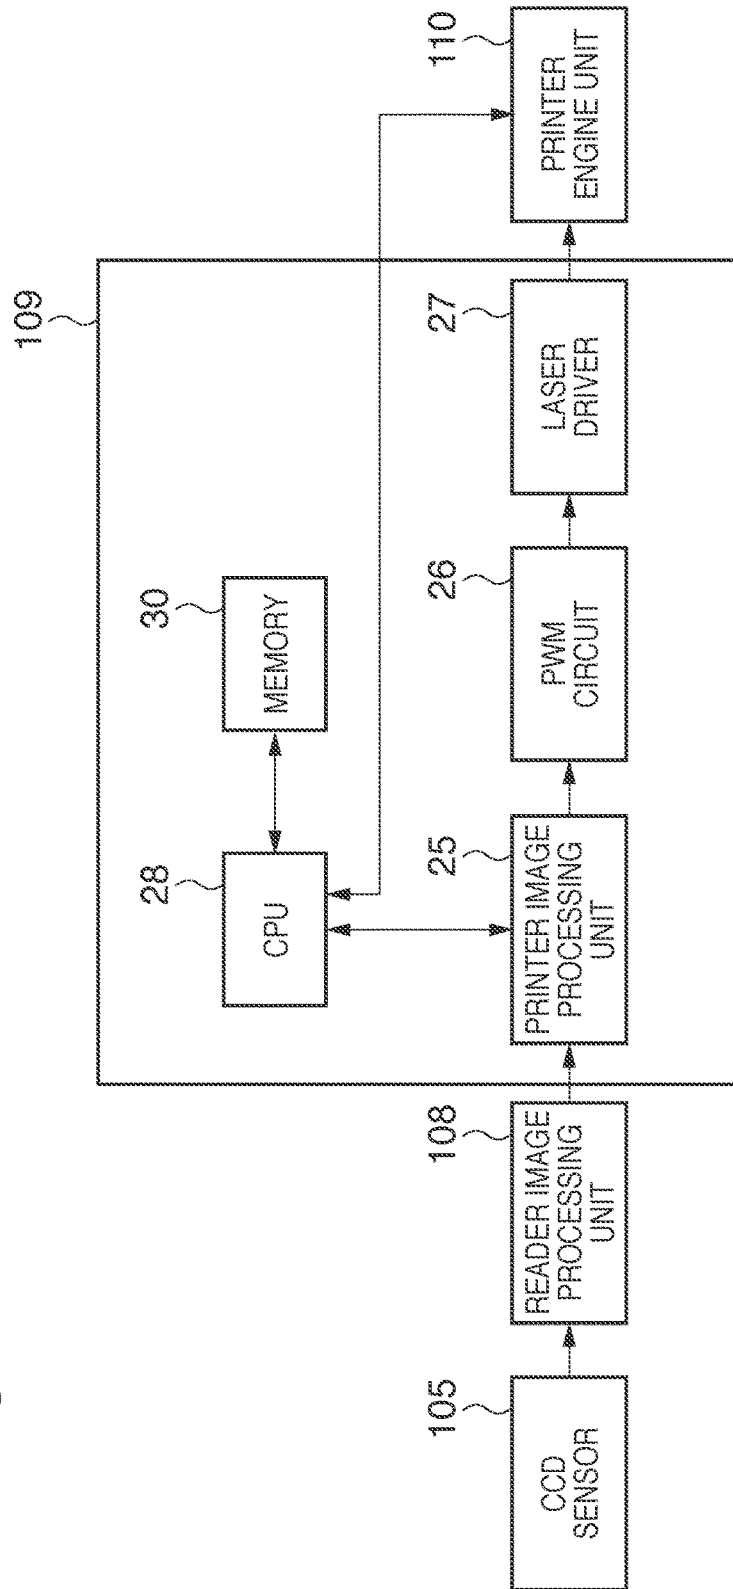 109
28
CPU
30
MEMORY
105
CCD
SENSOR
108
READER IMAGE
PROCESSING
UNIT
25
PRINTER IMAGE
PROCESSING
UNIT
26
PWM
CIRCUIT
27
LASER
DRIVER
110
PRINTER
ENGINE UNIT